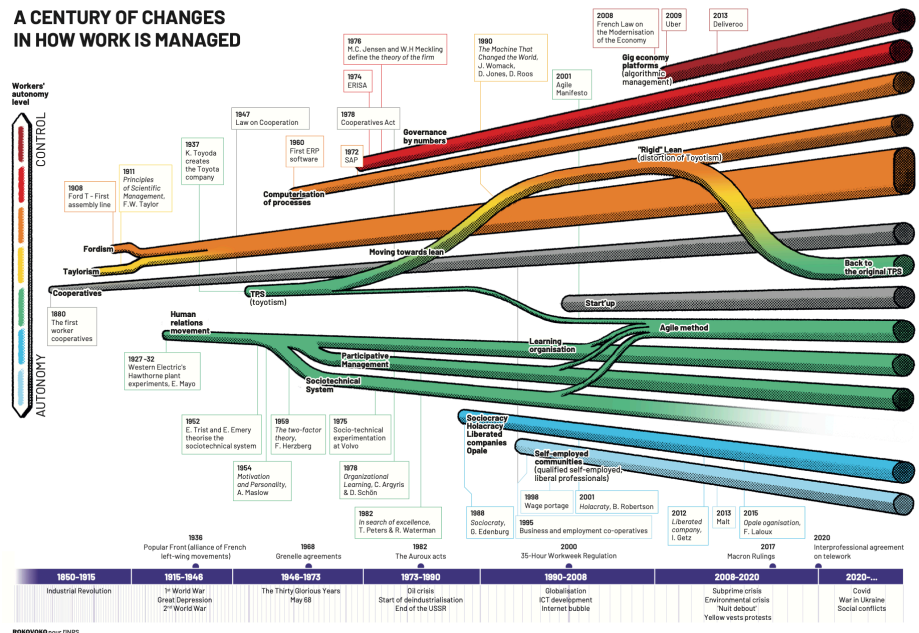 A CENTURY OF CHANGES
IN HOW WORK IS MANAGED
Workers'
autonomy
level
CONTROL
AUTONOMY
2008
French Law on
the Modernisation
of the Economy
2009
Uber
2013
Deliveroo
Gig economy
platforms
(algorithmic
management)
1976
M.C. Jensen and W.H Meckling
define the theory of the firm
1974
ERISA
1990
The Machine That
Changed the World,
J. Womack,
D. Jones, D. Roos
2001
Agile
Manifesto
1947
Law on Cooperation
1978
Cooperatives Act
1937
K. Toyoda
creates
the Toyota
company
1960
First ERP
software
1972
SAP
Governance
by numbers
1911
Principles
of Scientific
Management,
F.W. Taylor
1908
Ford T - First
assembly line
Computerisation
of processes
"Rigid" Lean
(distortion of Toyotism)
Fordism
Taylorism
Moving towards lean
Back to
the original TPS
Cooperatives
TPS
(toyotism)
Start'up
1880
The first
worker
cooperatives
Human
relations
movement
Agile method
Learning
organisation
Participative
Management
Sociotechnical
System
1927 -32
Western Electric's
Hawthorne plant
experiments, E. Mayo
1952
E. Trist and E. Emery
theorise the
sociotechnical system
1959
The two-factor
theory,
F. Herzberg
1975
Socio-technical
experimentation
at Volvo
1954
Motivation
and Personality,
A. Maslow
1978
Organizational
Learning, C. Argyris
& D. Schön
1982
In search of excellence,
T. Peters & R. Waterman
Sociocracy
Holacracy
Liberated
companies
Opale
Self-employed
communities
(qualified self-employed;
liberal professionals)
1988
Sociocraty,
G. Edenburg
1998
Wage portage
2001
Holacraty, B. Robertson
1995
Business and employment co-operatives
2012
Liberated
company,
I. Getz
2013
Malt
2015
Opale oganisation,
F. Laloux
1936
Popular Front (alliance of French
left-wing movements)
1968
Grenelle agreements
1982
The Auroux acts
2000
35-Hour Workweek Regulation
2017
Macron Rulings
2020
Interprofessional agreement
on telework
1850-1915
1915-1946
1946-1973
1973-1990
1990-2008
2008-2020
2020-...
Industrial Revolution
1st World War
Great Depression
2nd World War
The Thirty Glorious Years
May 68
Oil crisis
Start of deindustrialisation
End of the USSR
Globalisation
ICT development
Internet bubble
Subprime crisis
Environmental crisis
'Nuit debout'
Yellow vests protests
Covid
War in Ukraine
Social conflicts